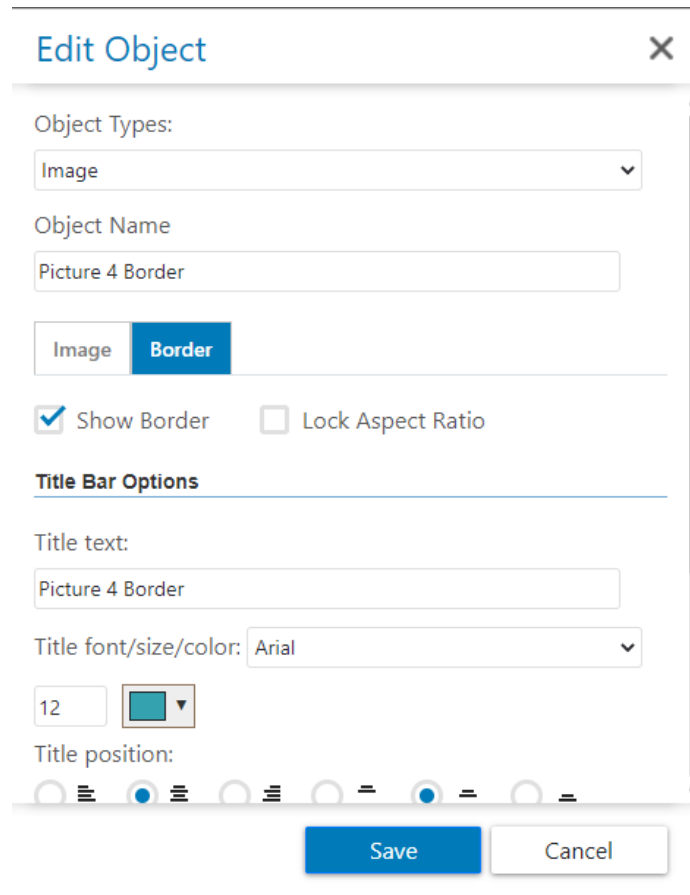 Edit Object
Object Types:
Image
Object Name
Picture 4 Border
Image Border
Show Border Lock Aspect Ratio
Title Bar Options
Title text:
Picture 4 Border
Title font/size/color: Arial
12
Title position:
Save Cancel